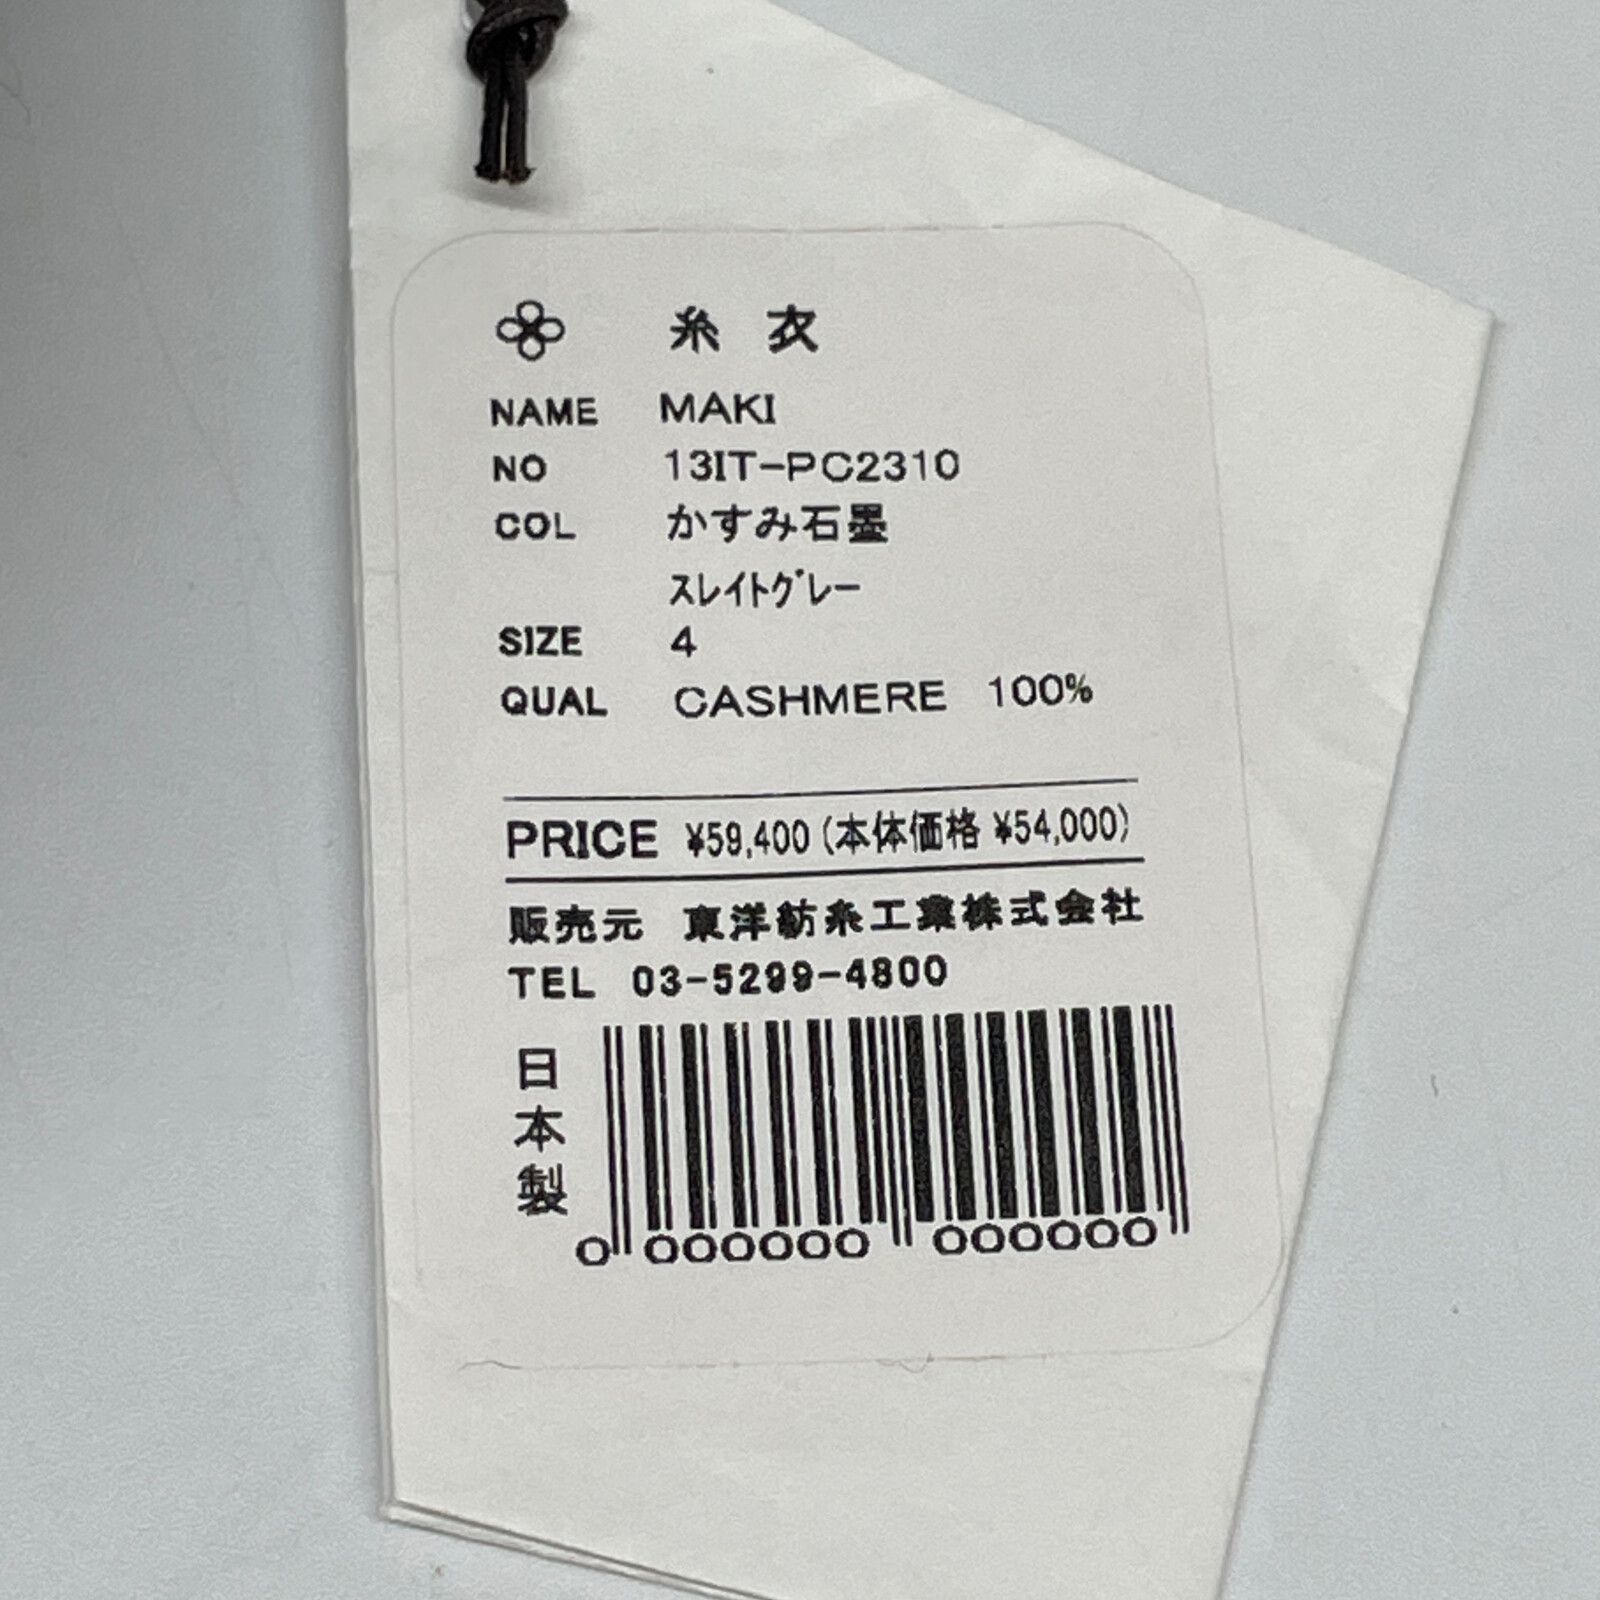 糸 衣
NAME MAKI
NO 13IT-PC2310
COL かすみ石墨
スレイトグレー
SIZE 4
QUAL CASHMERE 100%
PRICE ¥59,400(本体価格 ¥54,000)
販売元 東洋紡糸工業株式会社
TEL 03-5299-4800
日本製
0 000000 000000